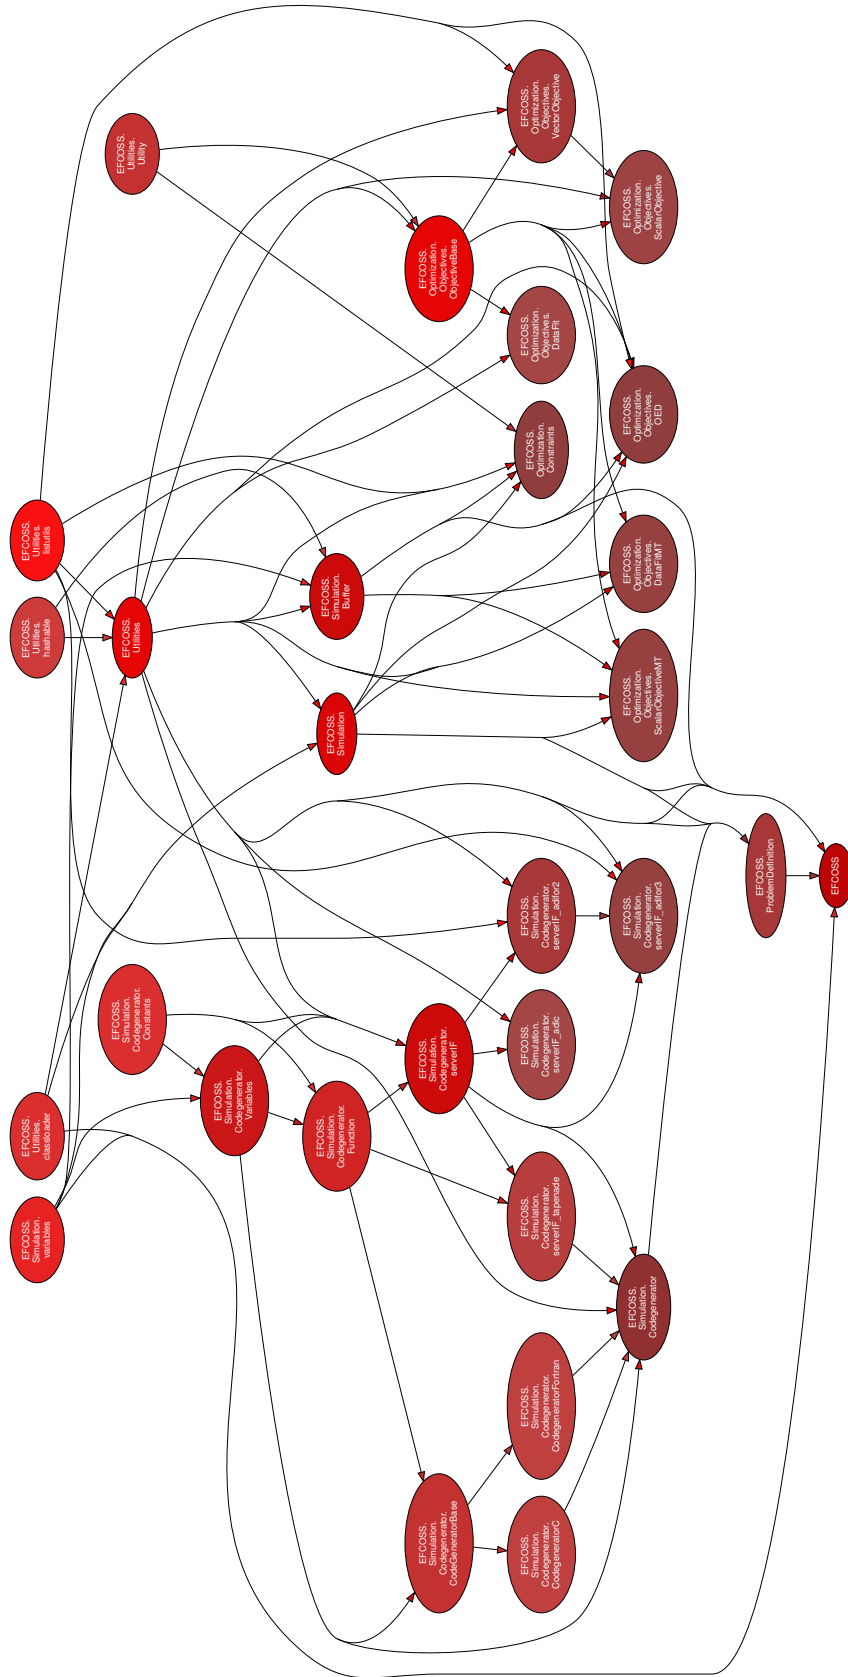 EFCOSS.
Optimization.
Objectives.
VectorObjective
EFCOSS.
Utilities.
Utility
EFCOSS.
Optimization.
Objectives.
ScalarObjective
EFCOSS.
Optimization.
Objectives.
ObjectiveBase
EFCOSS.
Optimization.
Objectives.
DataFit
EFCOSS.
Optimization.
Objectives.
OED
EFCOSS.
Optimization.
Constraints
EFCOSS.
Utilities.
listutils
EFCOSS.
Optimization.
Objectives.
DataFitMT
EFCOSS.
Simulation.
Buffer
EFCOSS.
Utilities.
hashable
EFCOSS.
Utilities
EFCOSS.
Optimization.
Objectives.
ScalarObjectiveMT
EFCOSS.
Simulation
EFCOSS.
ProblemDefinition
EFCOSS
EFCOSS.
Simulation.
Codegenerator.
serverIF_adifor2
EFCOSS.
Simulation.
Codegenerator.
serverIF_adifor3
EFCOSS.
Simulation.
Codegenerator.
Constants
EFCOSS.
Simulation.
Codegenerator.
serverIF_adic
EFCOSS.
Simulation.
Codegenerator.
serverIF
EFCOSS.
Simulation.
Codegenerator.
Variables
EFCOSS.
Utilities.
classloader
EFCOSS.
Simulation.
Codegenerator.
Function
EFCOSS.
Simulation.
Codegenerator.
serverIF_tapenade
EFCOSS.
Simulation.
variables
EFCOSS.
Simulation.
Codegenerator
EFCOSS.
Simulation.
Codegenerator.
CodegeneratorFortran
EFCOSS.
Simulation.
Codegenerator.
CodeGeneratorBase
EFCOSS.
Simulation.
Codegenerator.
CodegeneratorC